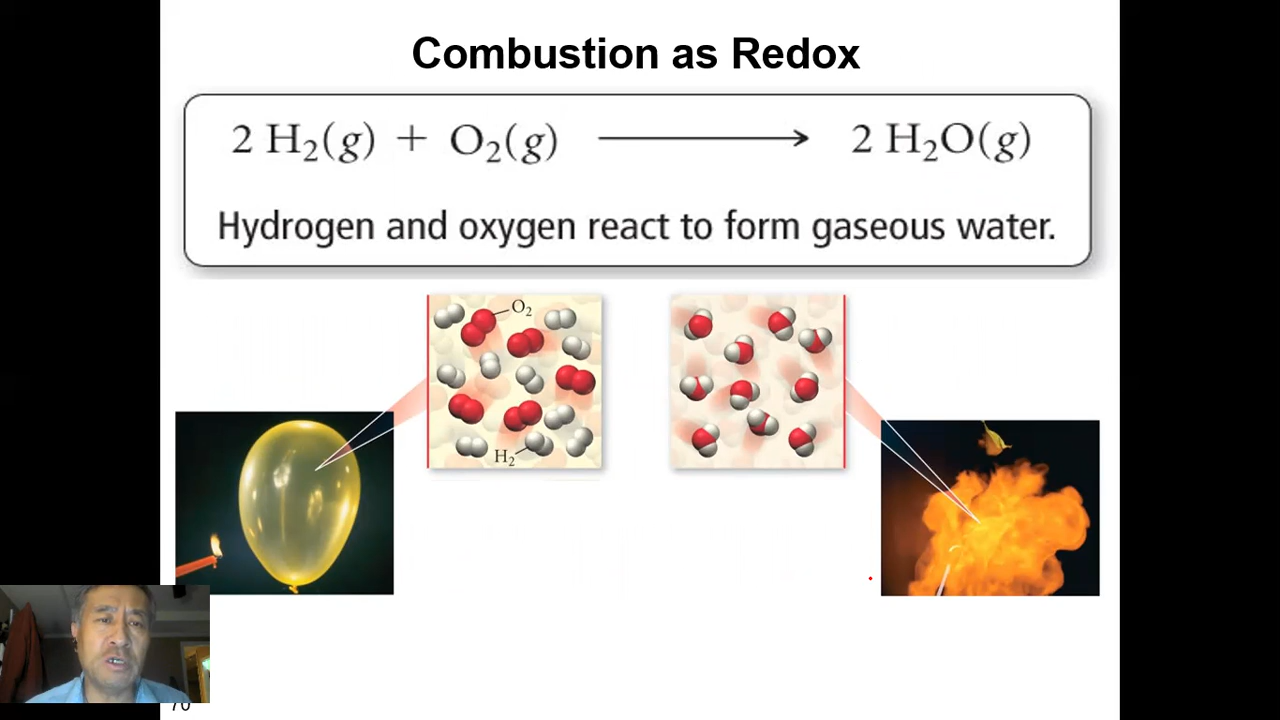 Combustion as Redox
2 H₂(g) + O₂(g) ⟶ 2 H₂O(g)
Hydrogen and oxygen react to form gaseous water.
O₂
H₂
70